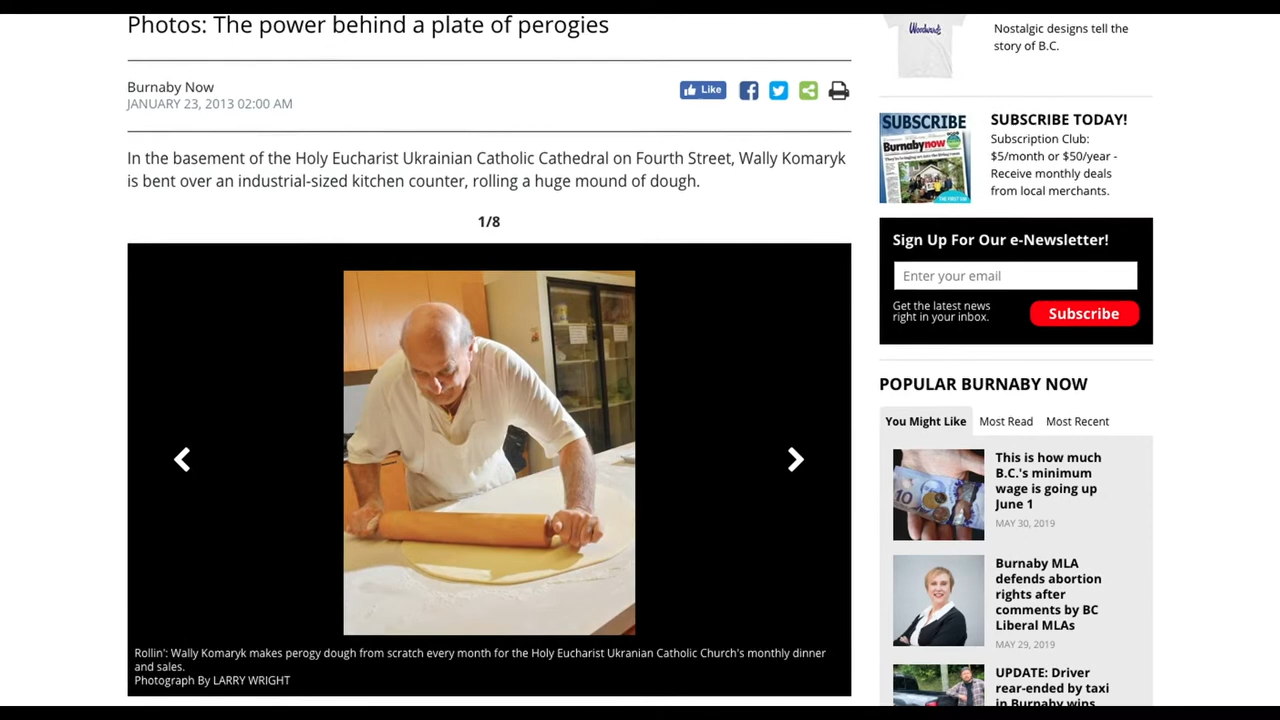 Photos: The power behind a plate of perogies
Burnaby Now
JANUARY 23, 2013 02:00 AM
Like
In the basement of the Holy Eucharist Ukrainian Catholic Cathedral on Fourth Street, Wally Komaryk
is bent over an industrial-sized kitchen counter, rolling a huge mound of dough.
1/8
Rollin': Wally Komaryk makes perogy dough from scratch every month for the Holy Eucharist Ukranian Catholic Church's monthly dinner
and sales.
Photograph By LARRY WRIGHT
Woodward's
Nostalgic designs tell the
story of B.C.
SUBSCRIBE
Burnabynow
SUBSCRIBE TODAY!
Subscription Club:
$5/month or $50/year -
Receive monthly deals
from local merchants.
Sign Up For Our e-Newsletter!
Enter your email
Get the latest news
right in your inbox.
Subscribe
POPULAR BURNABY NOW
You Might Like
Most Read
Most Recent
10
This is how much
B.C.'s minimum
wage is going up
June 1
MAY 30, 2019
Burnaby MLA
defends abortion
rights after
comments by BC
Liberal MLAs
MAY 29, 2019
UPDATE: Driver
rear-ended by taxi
in Burnaby wins